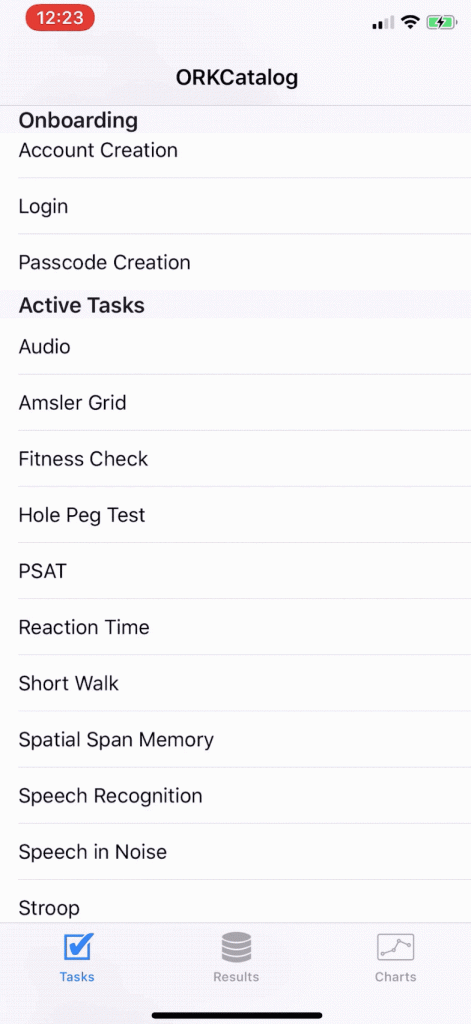 12:23
ORKCatalog
Onboarding
Account Creation
Login
Passcode Creation
Active Tasks
Audio
Amsler Grid
Fitness Check
Hole Peg Test
PSAT
Reaction Time
Short Walk
Spatial Span Memory
Speech Recognition
Speech in Noise
Stroop
Tasks
Results
Charts